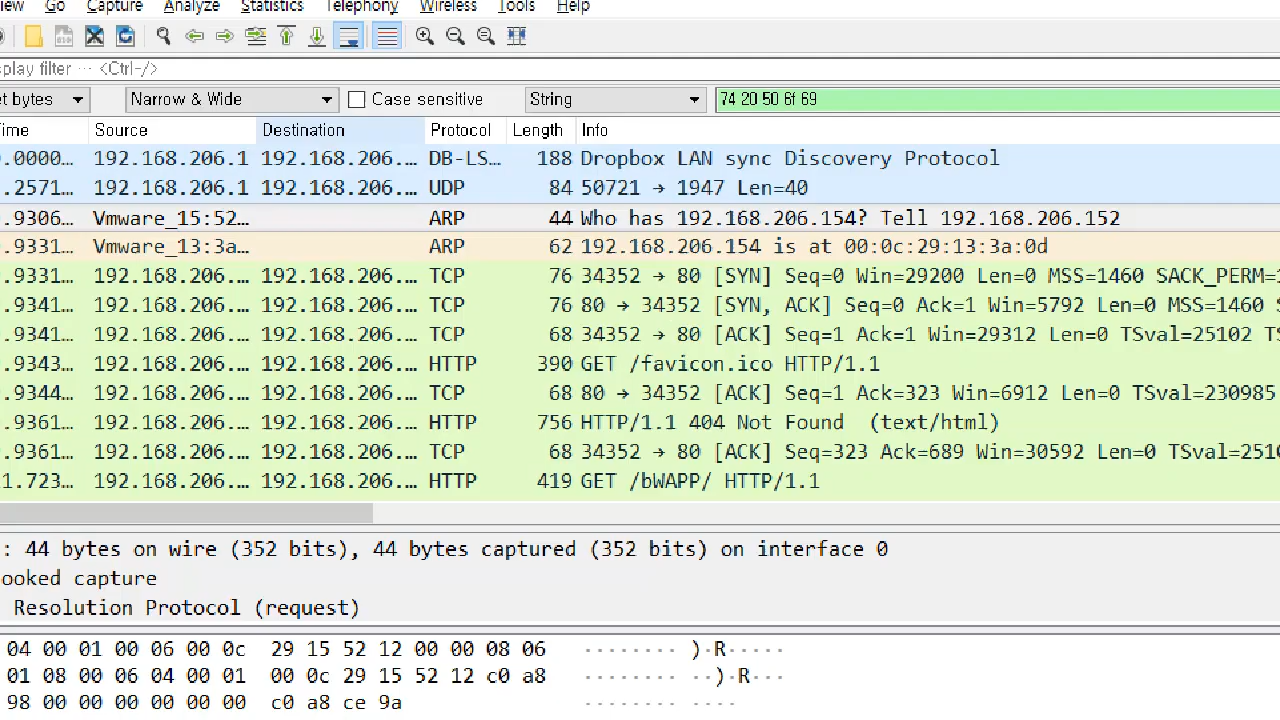 iew Go Capture Analyze Statistics Telephony Wireless Tools Help
splay filter ··· <Ctrl-/>
et bytes Narrow & Wide Case sensitive String 74 20 50 6f 69
Time Source Destination Protocol Length Info
.0000… 192.168.206.1 192.168.206.… DB-LS… 188 Dropbox LAN sync Discovery Protocol
.2571… 192.168.206.1 192.168.206.… UDP 84 50721 → 1947 Len=40
.9306… Vmware_15:52… ARP 44 Who has 192.168.206.154? Tell 192.168.206.152
.9331… Vmware_13:3a… ARP 62 192.168.206.154 is at 00:0c:29:13:3a:0d
.9331… 192.168.206.… 192.168.206.… TCP 76 34352 → 80 [SYN] Seq=0 Win=29200 Len=0 MSS=1460 SACK_PERM=1
.9341… 192.168.206.… 192.168.206.… TCP 76 80 → 34352 [SYN, ACK] Seq=0 Ack=1 Win=5792 Len=0 MSS=1460 S
.9341… 192.168.206.… 192.168.206.… TCP 68 34352 → 80 [ACK] Seq=1 Ack=1 Win=29312 Len=0 TSval=25102 TS
.9343… 192.168.206.… 192.168.206.… HTTP 390 GET /favicon.ico HTTP/1.1
.9344… 192.168.206.… 192.168.206.… TCP 68 80 → 34352 [ACK] Seq=1 Ack=323 Win=6912 Len=0 TSval=230985
.9361… 192.168.206.… 192.168.206.… HTTP 756 HTTP/1.1 404 Not Found (text/html)
.9361… 192.168.206.… 192.168.206.… TCP 68 34352 → 80 [ACK] Seq=323 Ack=689 Win=30592 Len=0 TSval=2510
1.723… 192.168.206.… 192.168.206.… HTTP 419 GET /bWAPP/ HTTP/1.1
: 44 bytes on wire (352 bits), 44 bytes captured (352 bits) on interface 0
ooked capture
Resolution Protocol (request)
04 00 01 00 06 00 0c 29 15 52 12 00 00 08 06 ········ )·R·····
01 08 00 06 04 00 01 00 0c 29 15 52 12 c0 a8 ········ ··)·R···
98 00 00 00 00 00 00 c0 a8 ce 9a ········ ····